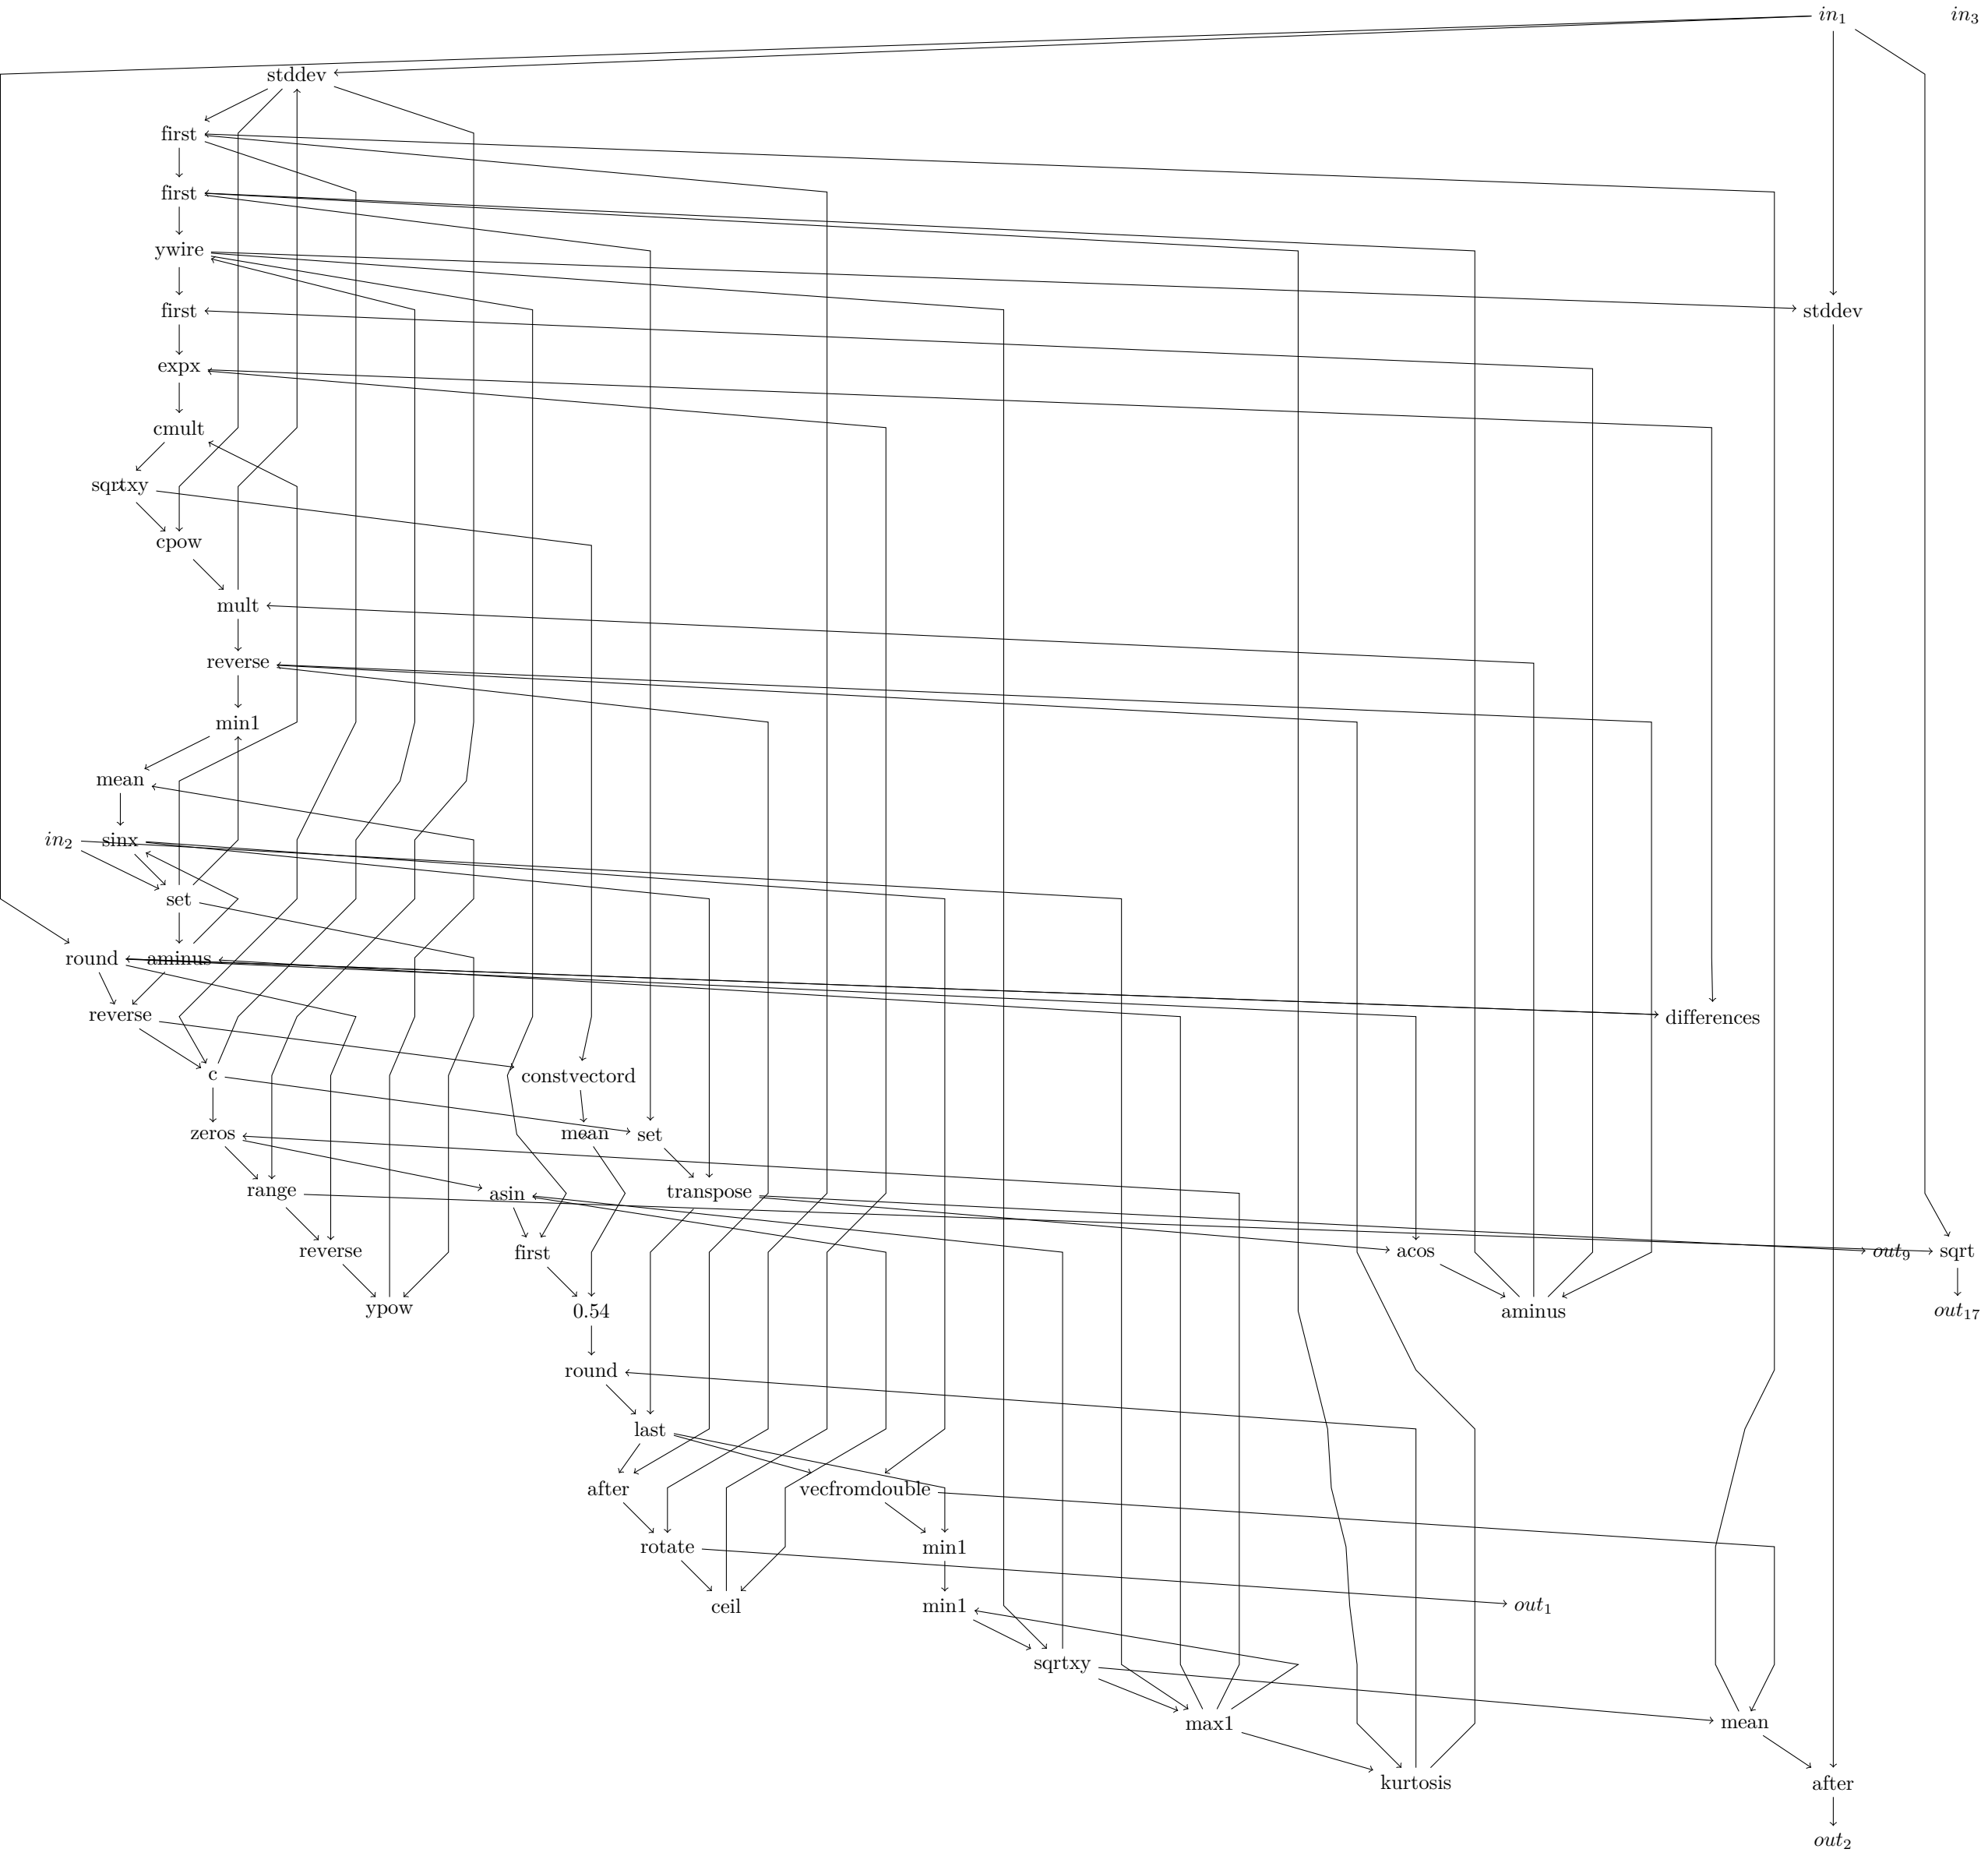 in1 in3
stddev
first
first
ywire
first stddev
expx
cmult
sqrtxy
cpow
mult
reverse
min1
mean
in2 sinx
set
round aminus
reverse differences
c constvectord
zeros mean set
range asin transpose
reverse first acos out9 sqrt
ypow 0.54 aminus out17
round
last
after vecfromdouble
rotate min1
ceil min1 out1
sqrtxy
max1 mean
kurtosis after
out2